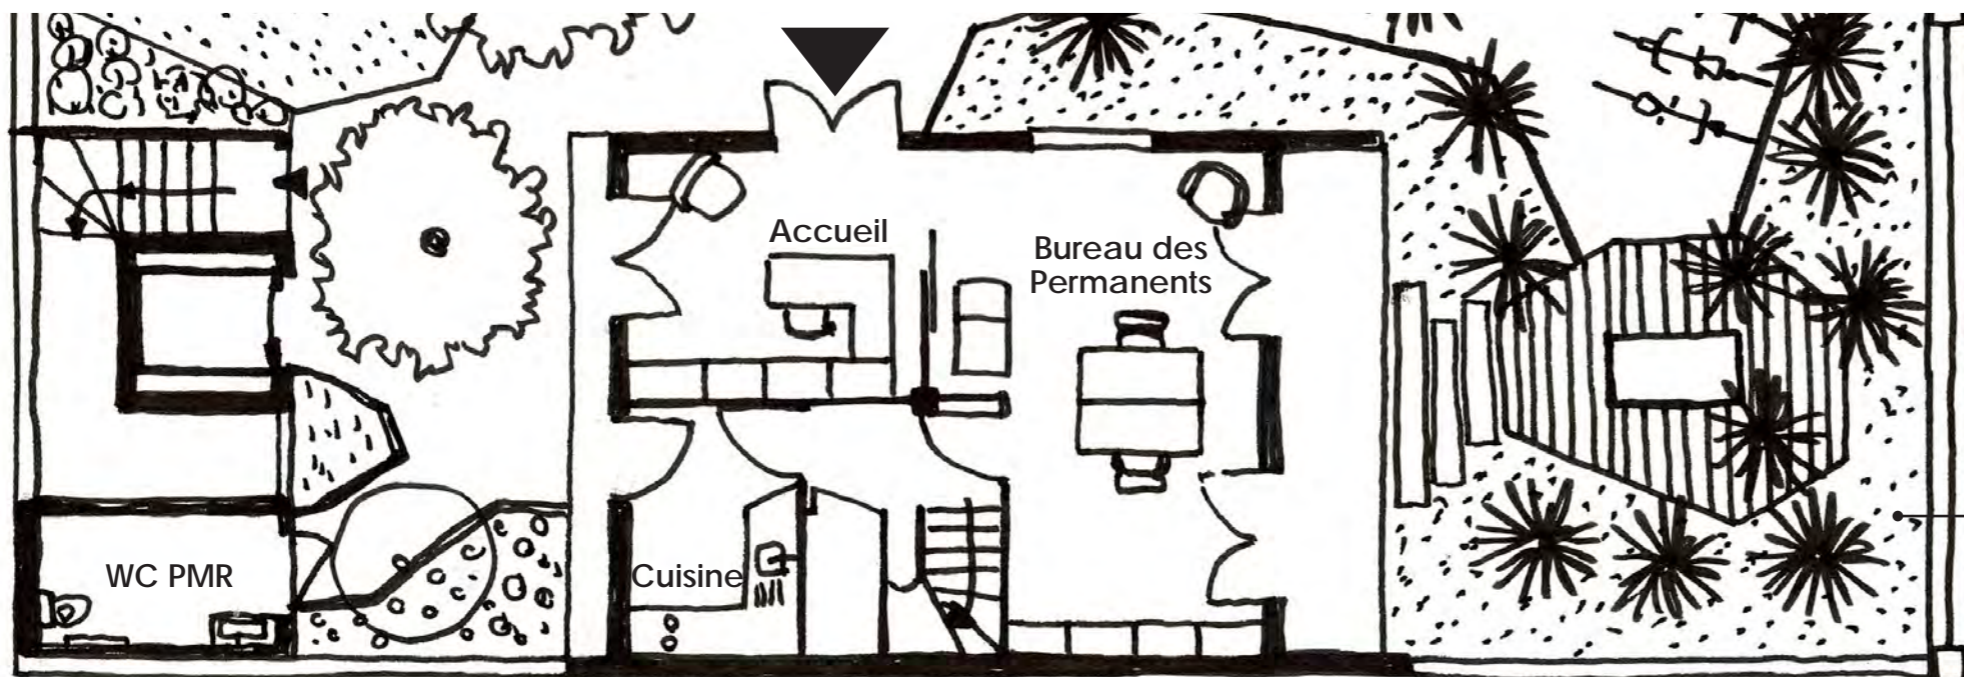 Accueil
Bureau des
Permanents
WC PMR
Cuisine